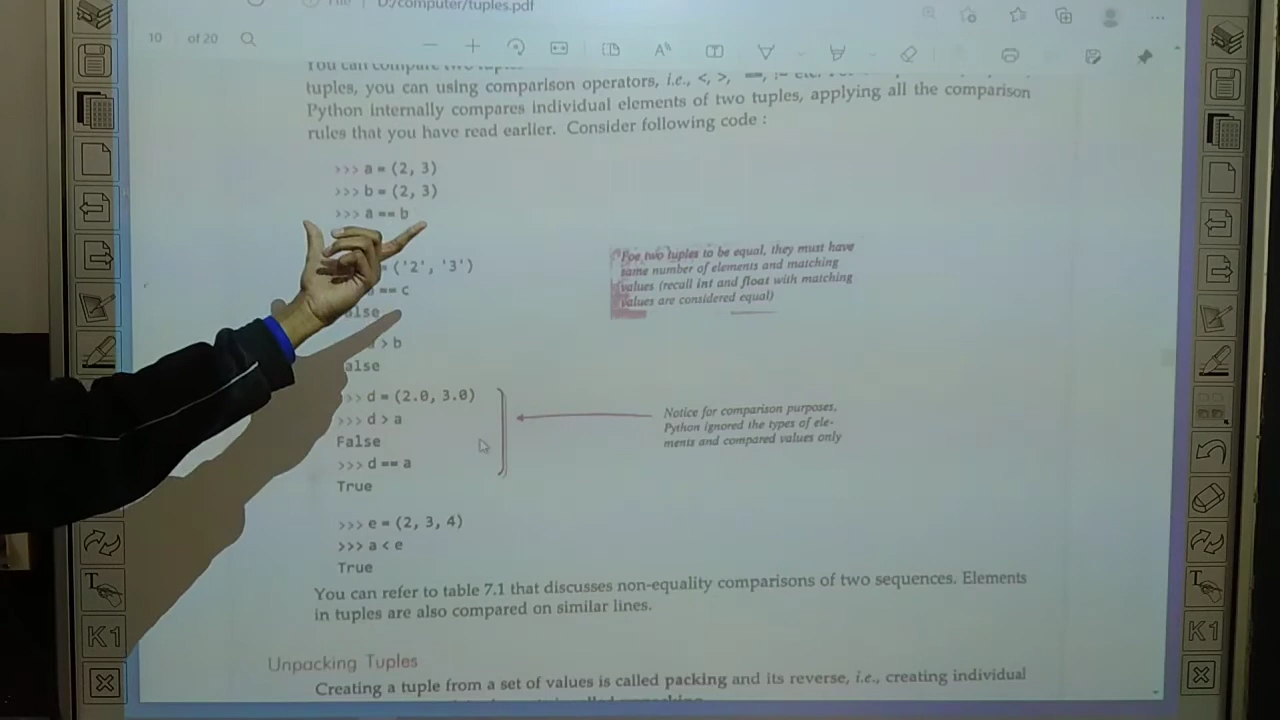 File D:/computer/tuples.pdf
10 of 20
You can compare two
tuples, you can using comparison operators, i.e., <, >, ==, !=
Python internally compares individual elements of two tuples, applying all the comparison
rules that you have read earlier. Consider following code :
>>> a = (2, 3)
>>> b = (2, 3)
>>> a == b
('2', '3')
== c
alse
> b
alse
>> d = (2.0, 3.0)
>>> d > a
False
>>> d == a
True
>>> e = (2, 3, 4)
>>> a < e
True
For two tuples to be equal, they must have
same number of elements and matching
values (recall int and float with matching
values are considered equal)
Notice for comparison purposes,
Python ignored the types of ele-
ments and compared values only
You can refer to table 7.1 that discusses non-equality comparisons of two sequences. Elements
in tuples are also compared on similar lines.
Unpacking Tuples
Creating a tuple from a set of values is called packing and its reverse, i.e., creating individual
T
K1
T
K1